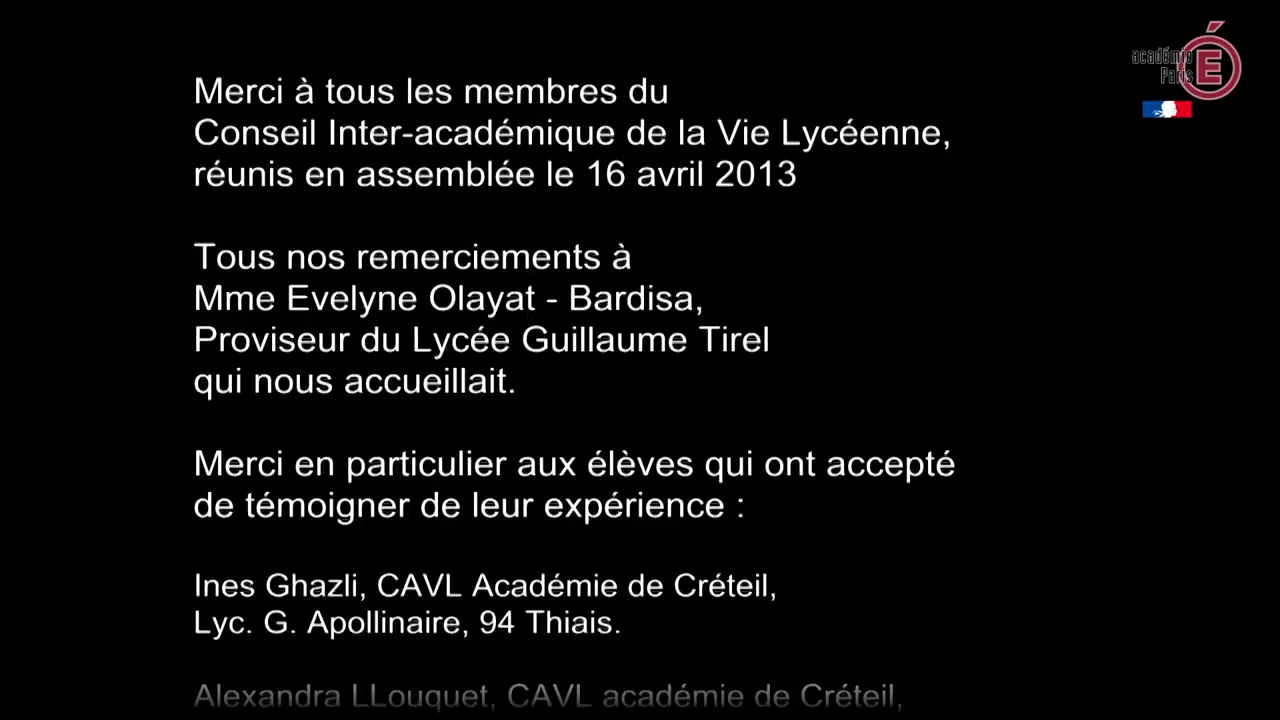 académie
Paris
É
Merci à tous les membres du
Conseil Inter-académique de la Vie Lycéenne,
réunis en assemblée le 16 avril 2013
Tous nos remerciements à
Mme Evelyne Olayat - Bardisa,
Proviseur du Lycée Guillaume Tirel
qui nous accueillait.
Merci en particulier aux élèves qui ont accepté
de témoigner de leur expérience :
Ines Ghazli, CAVL Académie de Créteil,
Lyc. G. Apollinaire, 94 Thiais.
Alexandra LLouquet, CAVL académie de Créteil,